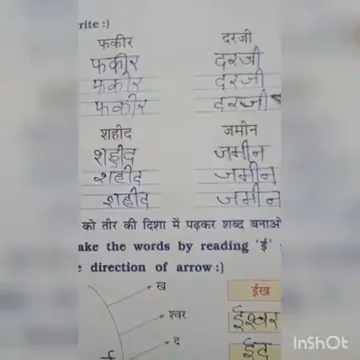 rite :)
फकीर दरजी
फकीर दरजी
फकीर दरजी
फकीर दरजी
शहीद जमीन
शहीद जमीन
शहीद जमीन
शहीद जमीन
को तीर की दिशा में पढ़कर शब्द बनाओ
ake the words by reading 'ई'
e direction of arrow :)
ख ईख
श्वर ईश्वर
द ईद
InShOt